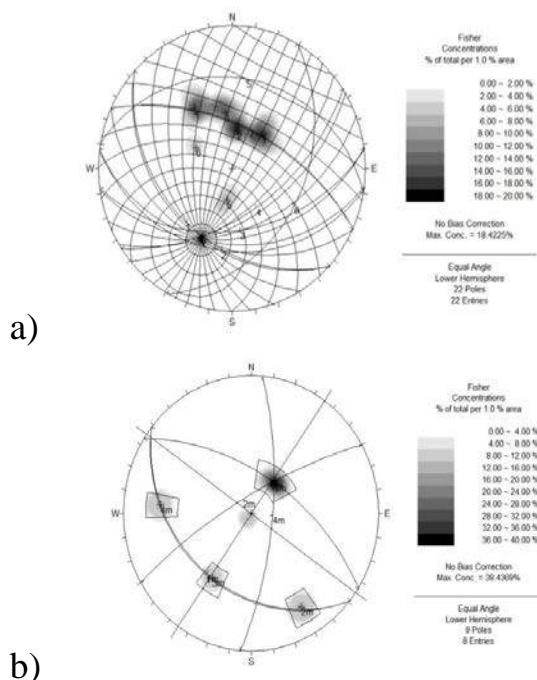 N
W
E
S
Fisher
Concentrations
% of total per 1.0 % area
0.00 ~ 2.00 %
2.00 ~ 4.00 %
4.00 ~ 6.00 %
6.00 ~ 8.00 %
8.00 ~ 10.00 %
10.00 ~ 12.00 %
12.00 ~ 14.00 %
14.00 ~ 16.00 %
16.00 ~ 18.00 %
18.00 ~ 20.00 %
No Bias Correction
Max. Conc. = 18.4225%
Equal Angle
Lower Hemisphere
22 Poles
22 Entries
a)
N
W
E
S
4m
2m
4m
2m
Fisher
Concentrations
% of total per 1.0 % area
0.00 ~ 4.00 %
4.00 ~ 8.00 %
8.00 ~ 12.00 %
12.00 ~ 16.00 %
16.00 ~ 20.00 %
20.00 ~ 24.00 %
24.00 ~ 28.00 %
28.00 ~ 32.00 %
32.00 ~ 36.00 %
36.00 ~ 40.00 %
No Bias Correction
Equal Angle
Lower Hemisphere
Poles
Entries
b)